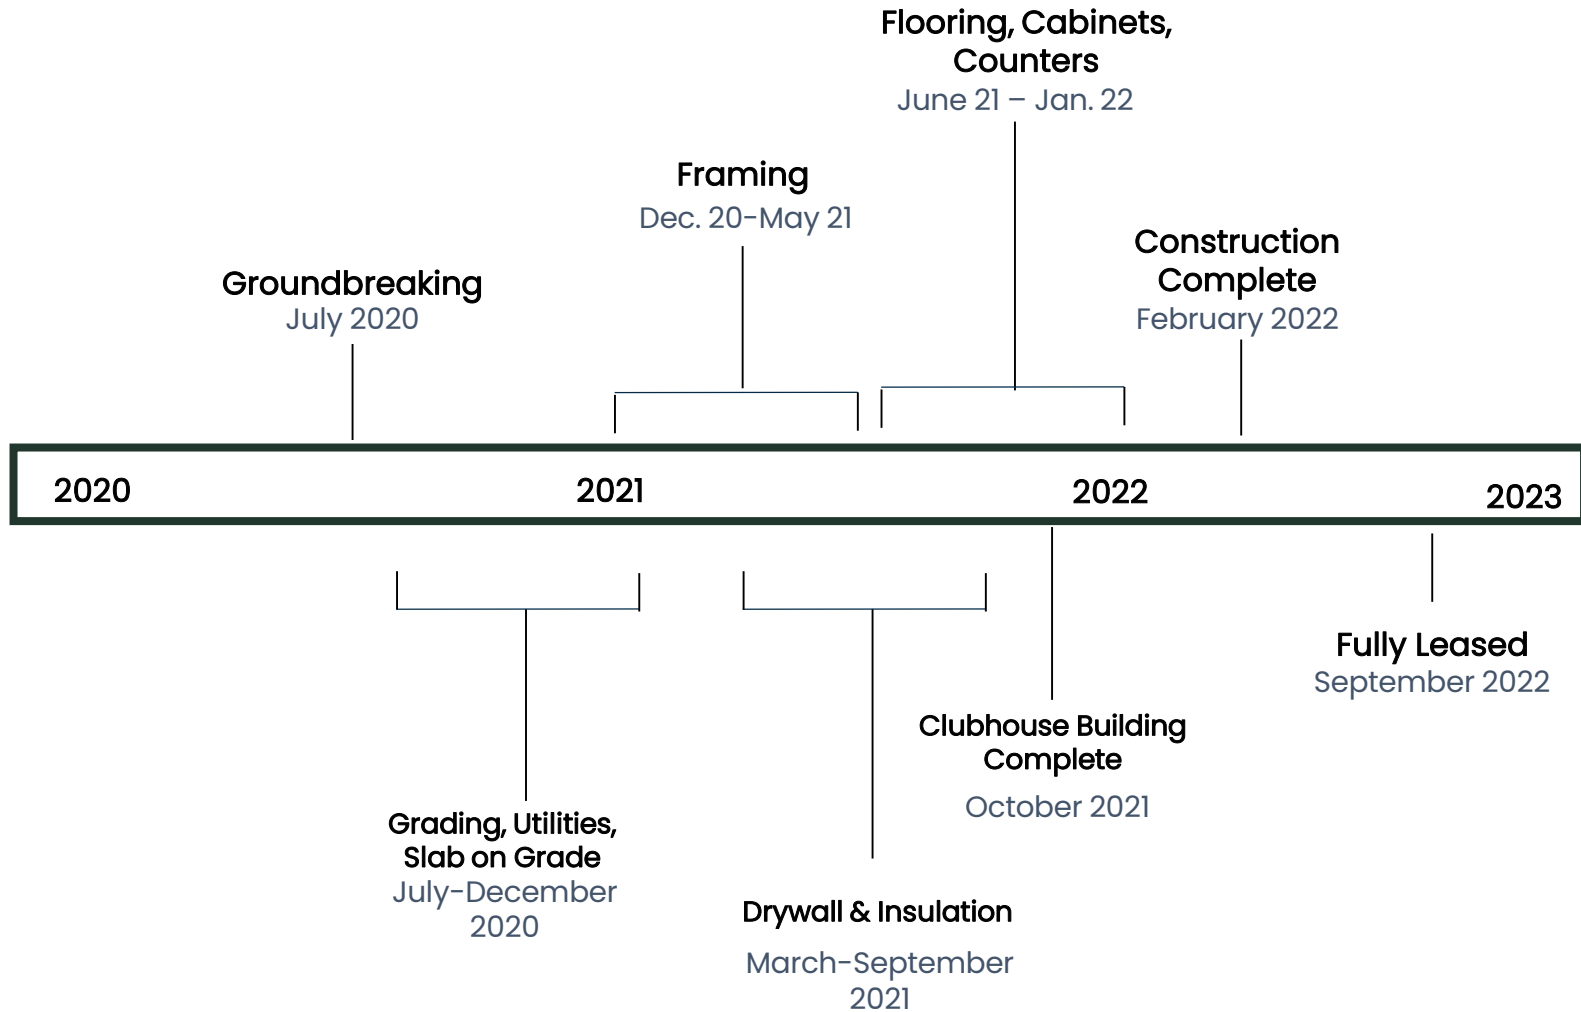 Flooring, Cabinets,
Counters
June 21 – Jan. 22
Framing
Dec. 20-May 21
Construction
Complete
February 2022
Groundbreaking
July 2020
2020
2021
2022
2023
Fully Leased
September 2022
Clubhouse Building
Complete
October 2021
Grading, Utilities,
Slab on Grade
July-December
2020
Drywall & Insulation
March-September
2021